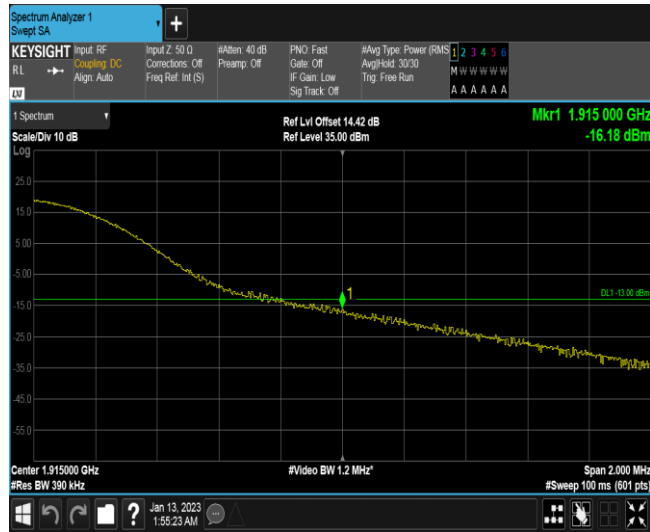 Spectrum Analyzer 1
Swept SA
+
KEYSIGHT
RL
LXI
Input: RF
Coupling: DC
Align: Auto
Input Z: 50 Ω
Corrections: Off
Freq Ref: Int (S)
#Atten: 40 dB
Preamp: Off
PNO: Fast
Gate: Off
IF Gain: Low
Sig Track: Off
#Avg Type: Power (RMS
Avg|Hold: 30/30
Trig: Free Run
1 2 3 4 5 6
M W W W W W
A A A A A A
1 Spectrum
Scale/Div 10 dB
Log
Ref Lvl Offset 14.42 dB
Ref Level 35.00 dBm
Mkr1 1.915 000 GHz
-16.18 dBm
25.0
15.0
5.00
-5.00
-15.0
-25.0
-35.0
-45.0
-55.0
1
DL1 -13.00 dBm
Center 1.915000 GHz
#Res BW 390 kHz
#Video BW 1.2 MHz*
Span 2.000 MHz
#Sweep 100 ms (601 pts)
?
Jan 13, 2023
1:55:23 AM